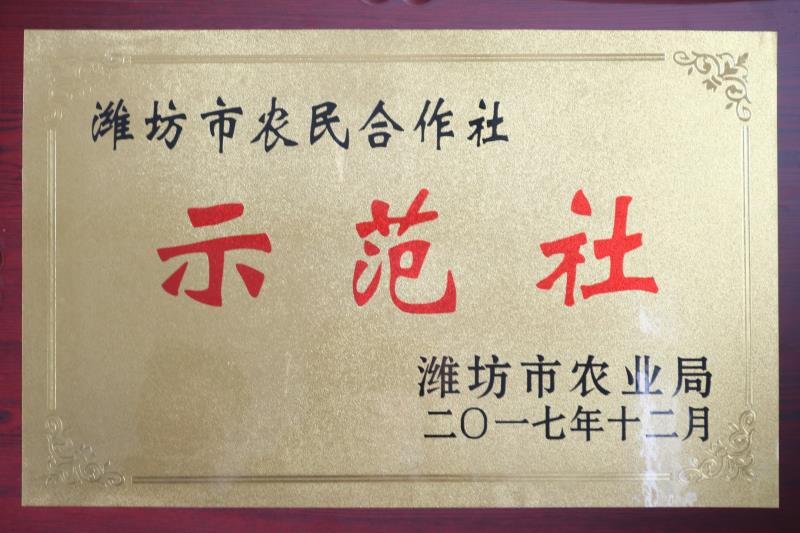 潍坊市农民合作社
示范社
潍坊市农业局
二〇一七年十二月